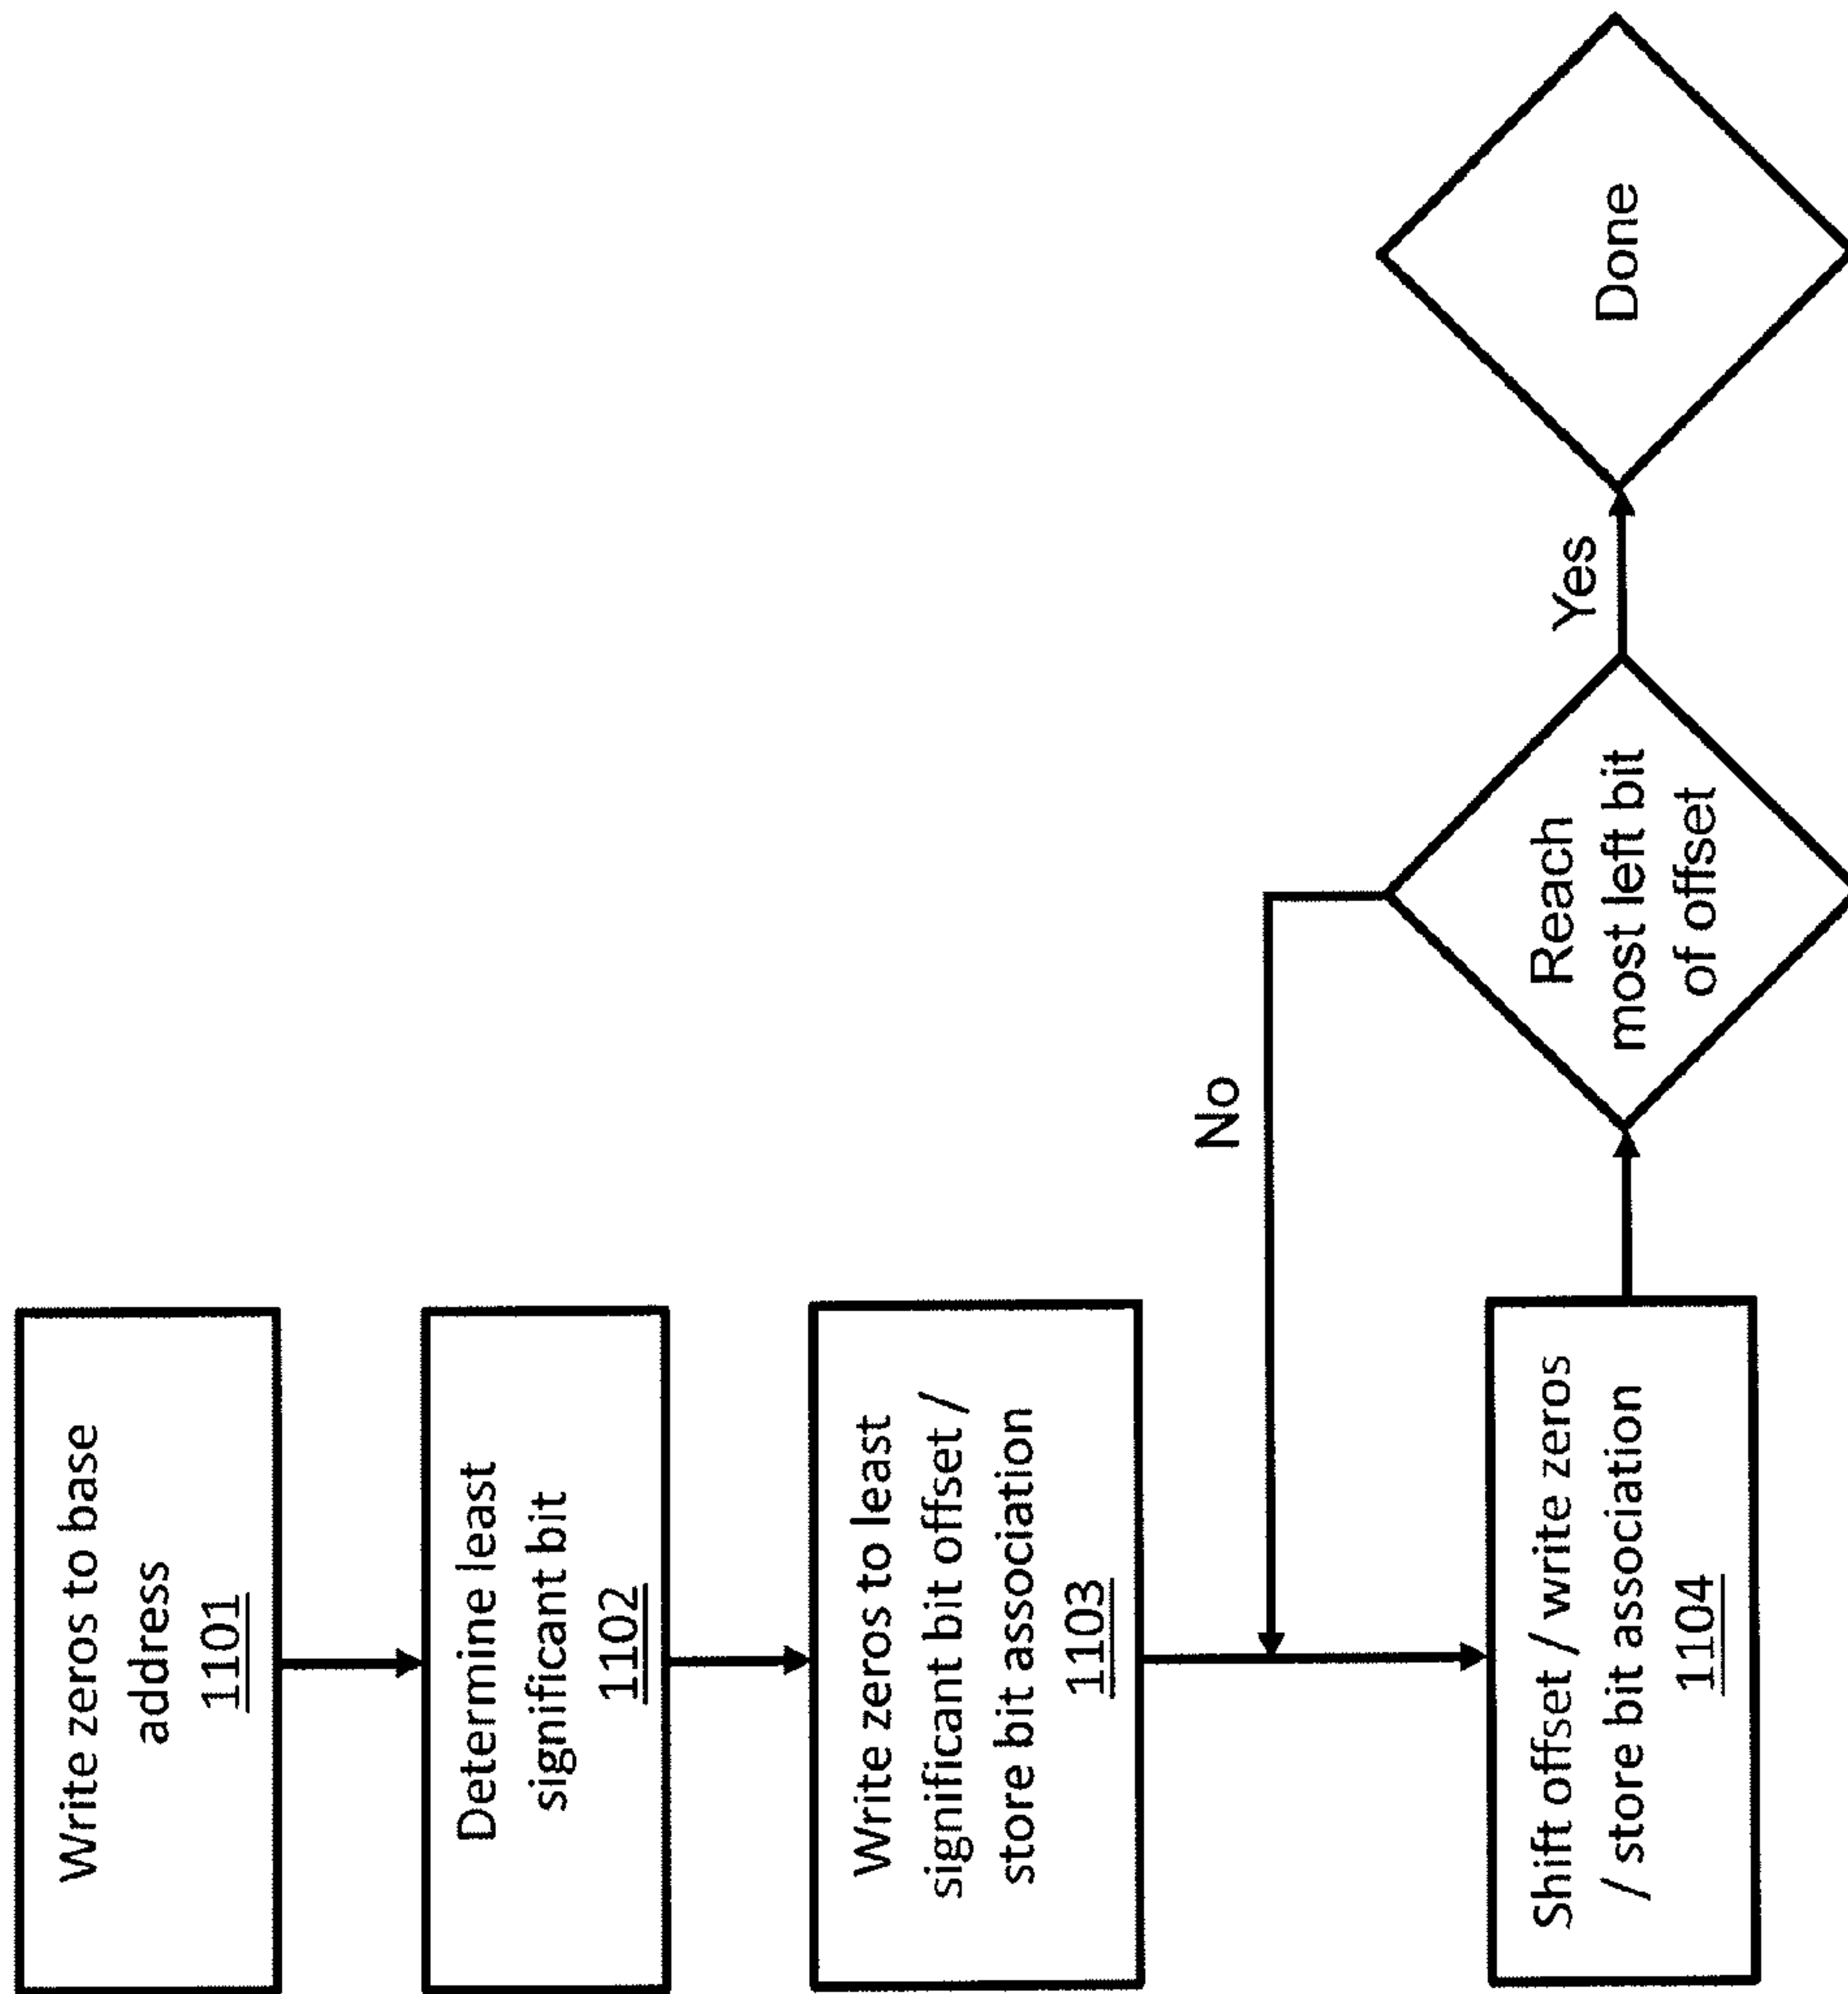 Write zeros to base
address
1101
Determine least
significant bit
1102
Write zeros to least
significant bit offset /
store bit association
1103
Shift offset / write zeros
/ store bit association
1104
No
Reach
most left bit
of offset
Yes
Done